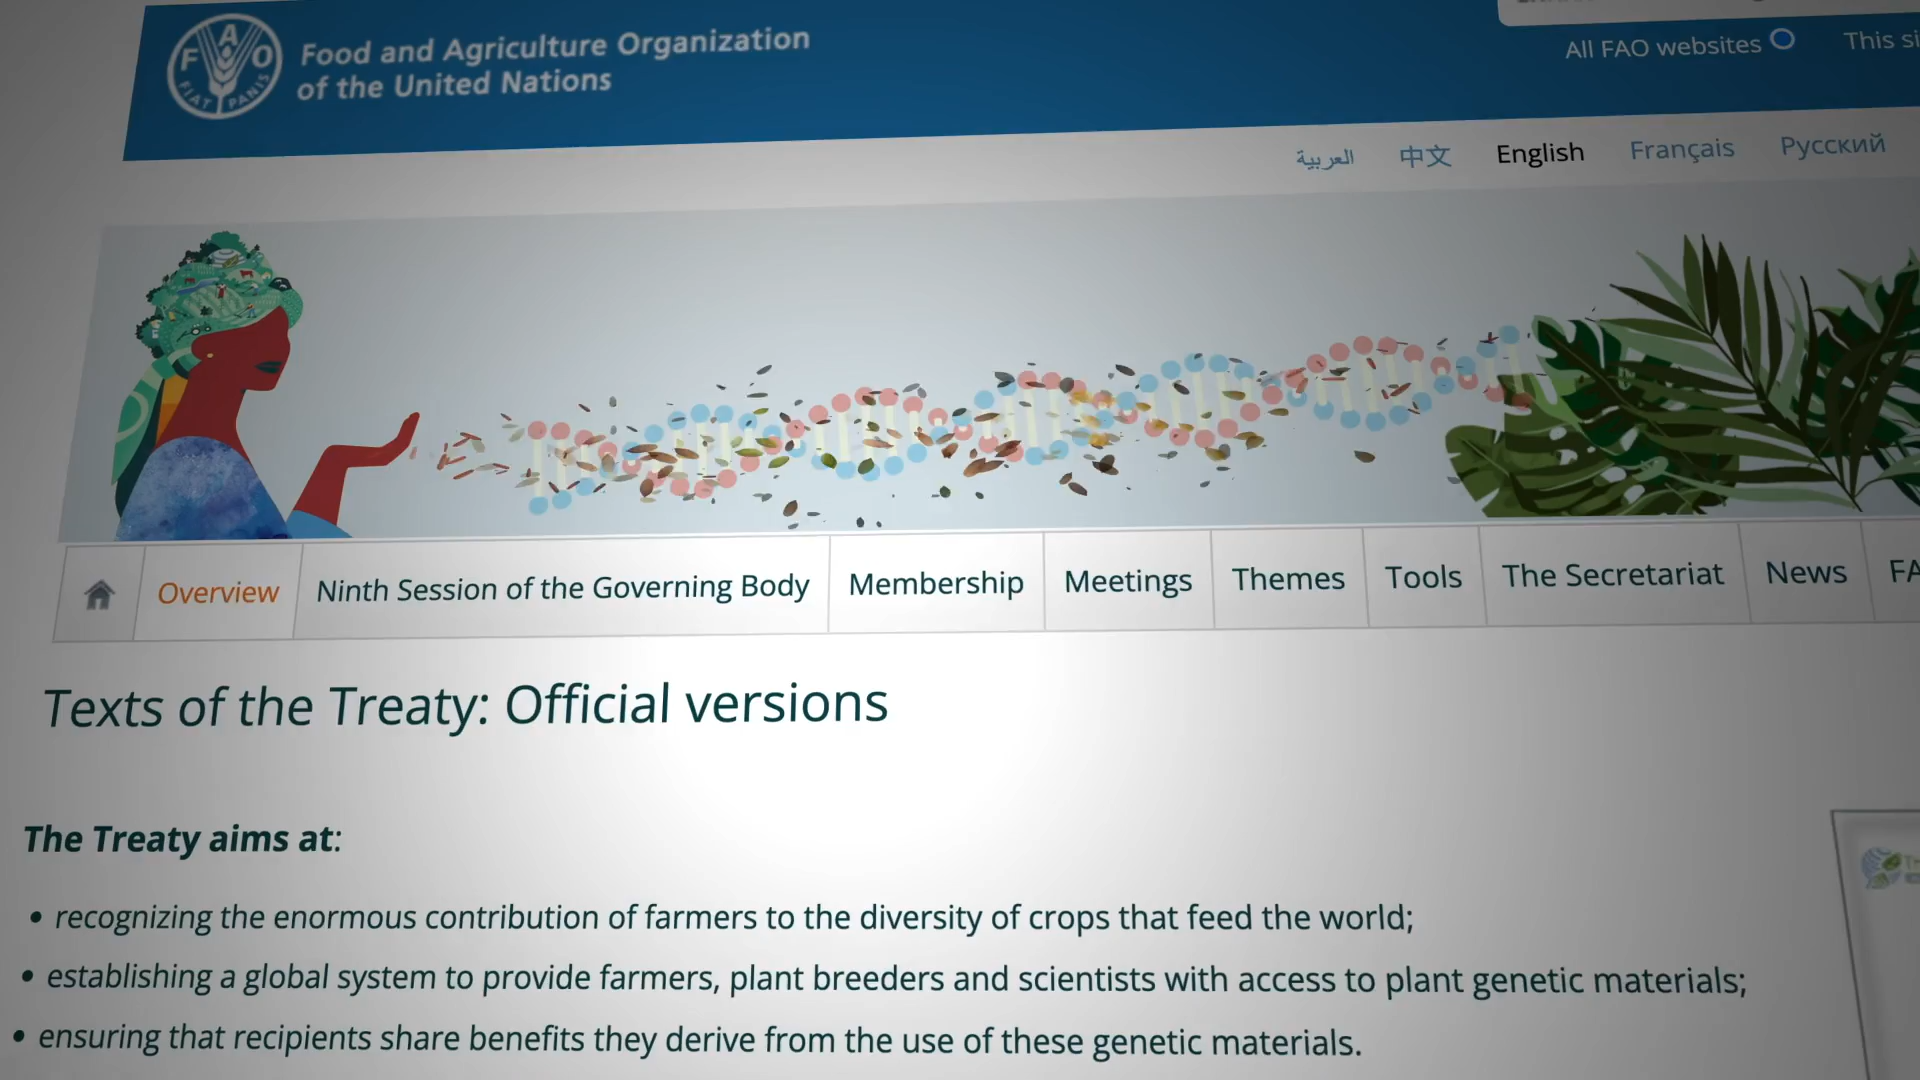 FAO
FIAT PANIS
Food and Agriculture Organization
of the United Nations
All FAO websites
This
العربية
中文
English
Français
Русский
Overview
Ninth Session of the Governing Body
Membership
Meetings
Themes
Tools
The Secretariat
News
Texts of the Treaty: Official versions
The Treaty aims at:
• recognizing the enormous contribution of farmers to the diversity of crops that feed the world;
• establishing a global system to provide farmers, plant breeders and scientists with access to plant genetic materials;
• ensuring that recipients share benefits they derive from the use of these genetic materials.